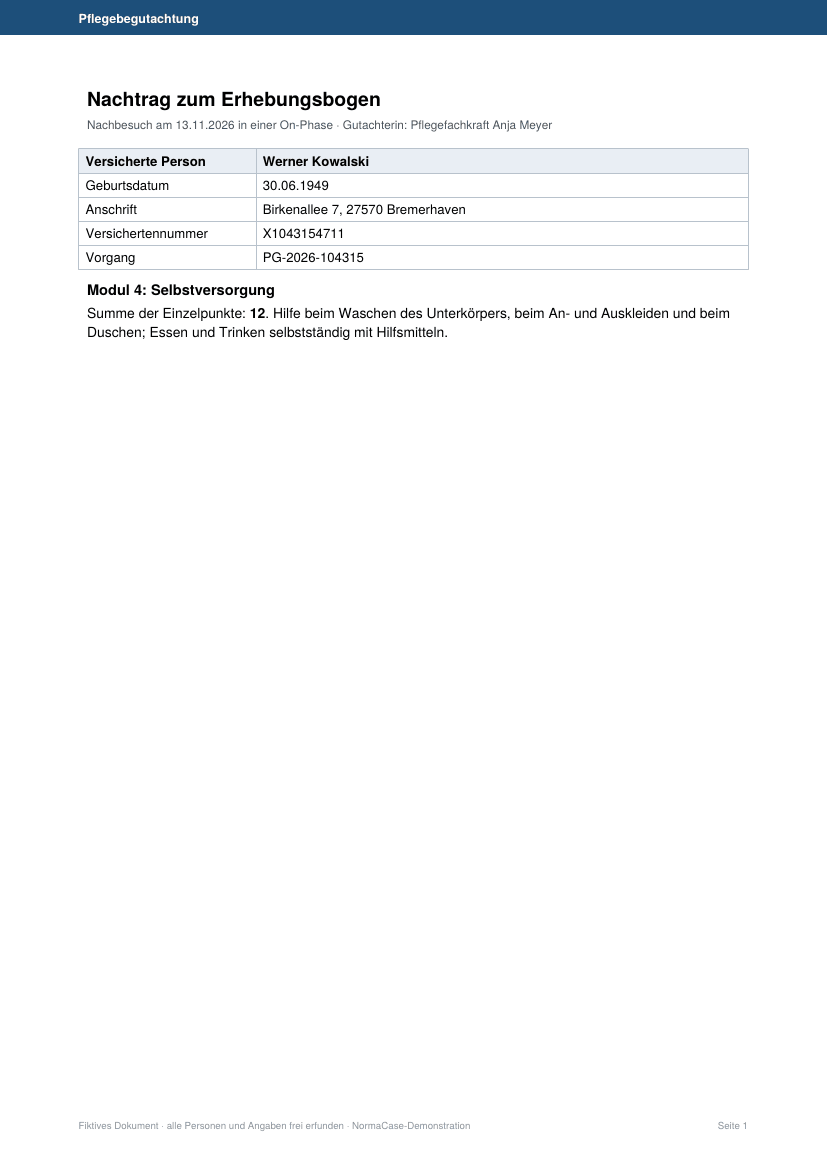 Pflegebegutachtung
Nachtrag zum Erhebungsbogen
Nachbesuch am 13.11.2026 in einer On-Phase · Gutachterin: Pflegefachkraft Anja Meyer
Versicherte Person Werner Kowalski
Geburtsdatum 30.06.1949
Anschrift Birkenallee 7, 27570 Bremerhaven
Versichertennummer X1043154711
Vorgang PG-2026-104315
Modul 4: Selbstversorgung
Summe der Einzelpunkte: 12. Hilfe beim Waschen des Unterkörpers, beim An- und Auskleiden und beim
Duschen; Essen und Trinken selbstständig mit Hilfsmitteln.
Fiktives Dokument · alle Personen und Angaben frei erfunden · NormaCase-Demonstration Seite 1